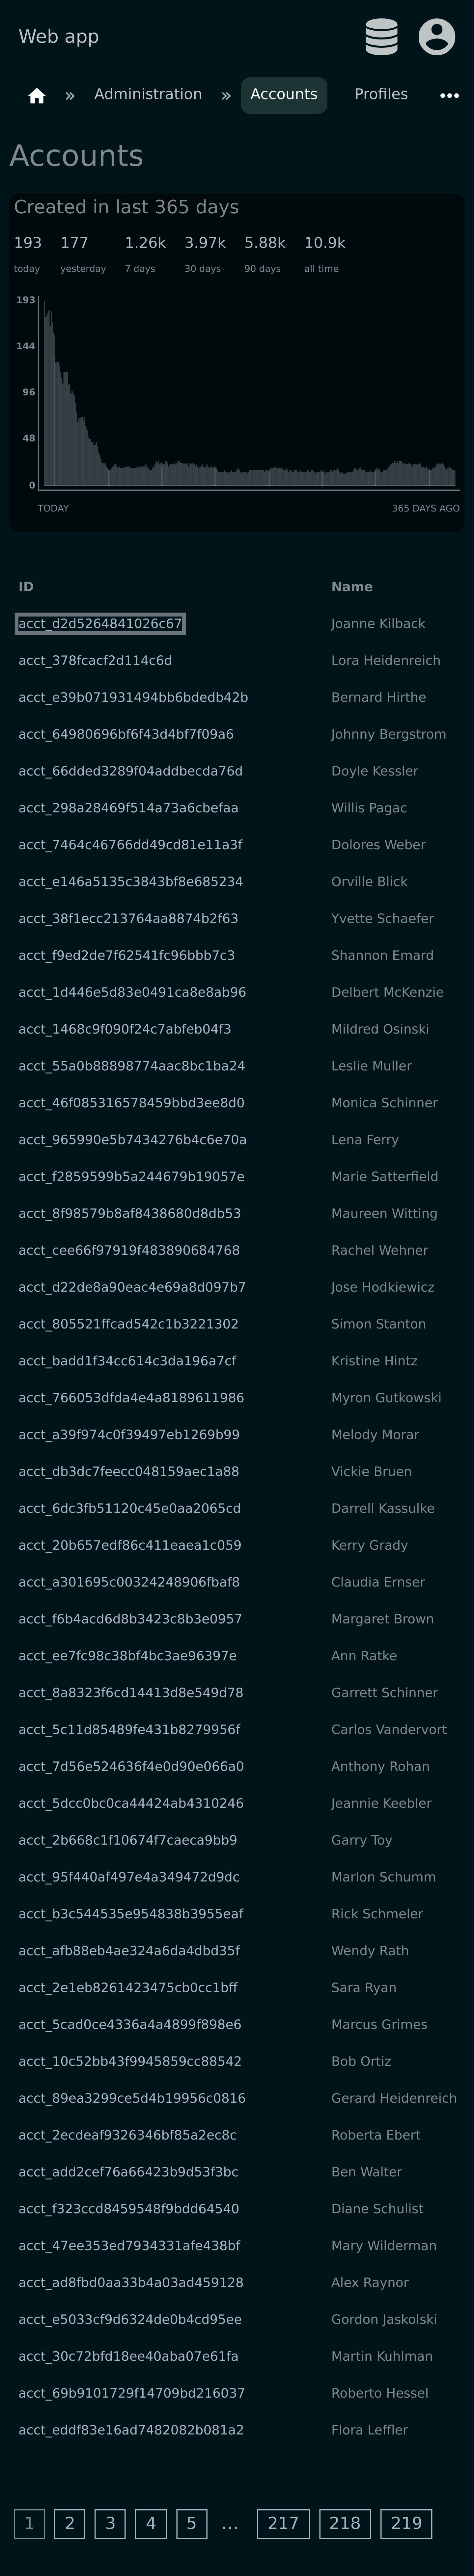 Web app
» Administration » Accounts Profiles •••
Accounts
Created in last 365 days
193 177 1.26k 3.97k 5.88k 10.9k
today yesterday 7 days 30 days 90 days all time
193
144
96
48
0
TODAY 365 DAYS AGO
ID Name
acct_d2d5264841026c67 Joanne Kilback
acct_378fcacf2d114c6d Lora Heidenreich
acct_e39b071931494bb6bdedb42b Bernard Hirthe
acct_64980696bf6f43d4bf7f09a6 Johnny Bergstrom
acct_66dded3289f04addbecda76d Doyle Kessler
acct_298a28469f514a73a6cbefaa Willis Pagac
acct_7464c46766dd49cd81e11a3f Dolores Weber
acct_e146a5135c3843bf8e685234 Orville Blick
acct_38f1ecc213764aa8874b2f63 Yvette Schaefer
acct_f9ed2de7f62541fc96bbb7c3 Shannon Emard
acct_1d446e5d83e0491ca8e8ab96 Delbert McKenzie
acct_1468c9f090f24c7abfeb04f3 Mildred Osinski
acct_55a0b88898774aac8bc1ba24 Leslie Muller
acct_46f085316578459bbd3ee8d0 Monica Schinner
acct_965990e5b7434276b4c6e70a Lena Ferry
acct_f2859599b5a244679b19057e Marie Satterfield
acct_8f98579b8af8438680d8db53 Maureen Witting
acct_cee66f97919f483890684768 Rachel Wehner
acct_d22de8a90eac4e69a8d097b7 Jose Hodkiewicz
acct_805521ffcad542c1b3221302 Simon Stanton
acct_badd1f34cc614c3da196a7cf Kristine Hintz
acct_766053dfda4e4a8189611986 Myron Gutkowski
acct_a39f974c0f39497eb1269b99 Melody Morar
acct_db3dc7feecc048159aec1a88 Vickie Bruen
acct_6dc3fb51120c45e0aa2065cd Darrell Kassulke
acct_20b657edf86c411eaea1c059 Kerry Grady
acct_a301695c00324248906fbaf8 Claudia Ernser
acct_f6b4acd6d8b3423c8b3e0957 Margaret Brown
acct_ee7fc98c38bf4bc3ae96397e Ann Ratke
acct_8a8323f6cd14413d8e549d78 Garrett Schinner
acct_5c11d85489fe431b8279956f Carlos Vandervort
acct_7d56e524636f4e0d90e066a0 Anthony Rohan
acct_5dcc0bc0ca44424ab4310246 Jeannie Keebler
acct_2b668c1f10674f7caeca9bb9 Garry Toy
acct_95f440af497e4a349472d9dc Marlon Schumm
acct_b3c544535e954838b3955eaf Rick Schmeler
acct_afb88eb4ae324a6da4dbd35f Wendy Rath
acct_2e1eb8261423475cb0cc1bff Sara Ryan
acct_5cad0ce4336a4a4899f898e6 Marcus Grimes
acct_10c52bb43f9945859cc88542 Bob Ortiz
acct_89ea3299ce5d4b19956c0816 Gerard Heidenreich
acct_2ecdeaf9326346bf85a2ec8c Roberta Ebert
acct_add2cef76a66423b9d53f3bc Ben Walter
acct_f323ccd8459548f9bdd64540 Diane Schulist
acct_47ee353ed7934331afe438bf Mary Wilderman
acct_ad8fbd0aa33b4a03ad459128 Alex Raynor
acct_e5033cf9d6324de0b4cd95ee Gordon Jaskolski
acct_30c72bfd18ee40aba07e61fa Martin Kuhlman
acct_69b9101729f14709bd216037 Roberto Hessel
acct_eddf83e16ad7482082b081a2 Flora Leffler
1 2 3 4 5 … 217 218 219